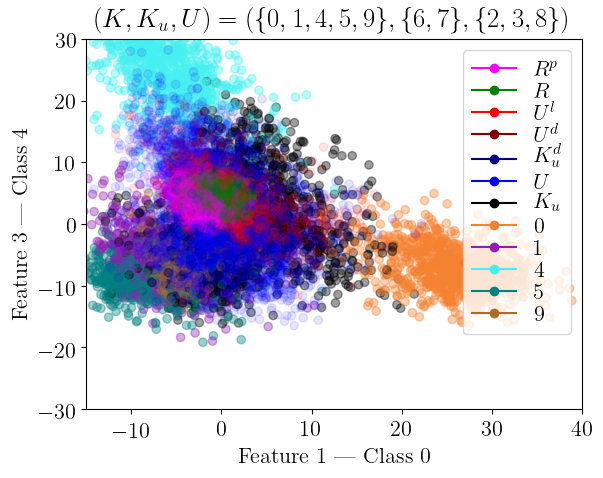 (K, K_u, U) = ({0, 1, 4, 5, 9}, {6, 7}, {2, 3, 8})
R^p
R
U^l
U^d
K_u^d
U
K_u
0
1
4
5
9
30
20
10
0
−10
−20
−30
−10 0 10 20 30 40
Feature 3 — Class 4
Feature 1 — Class 0